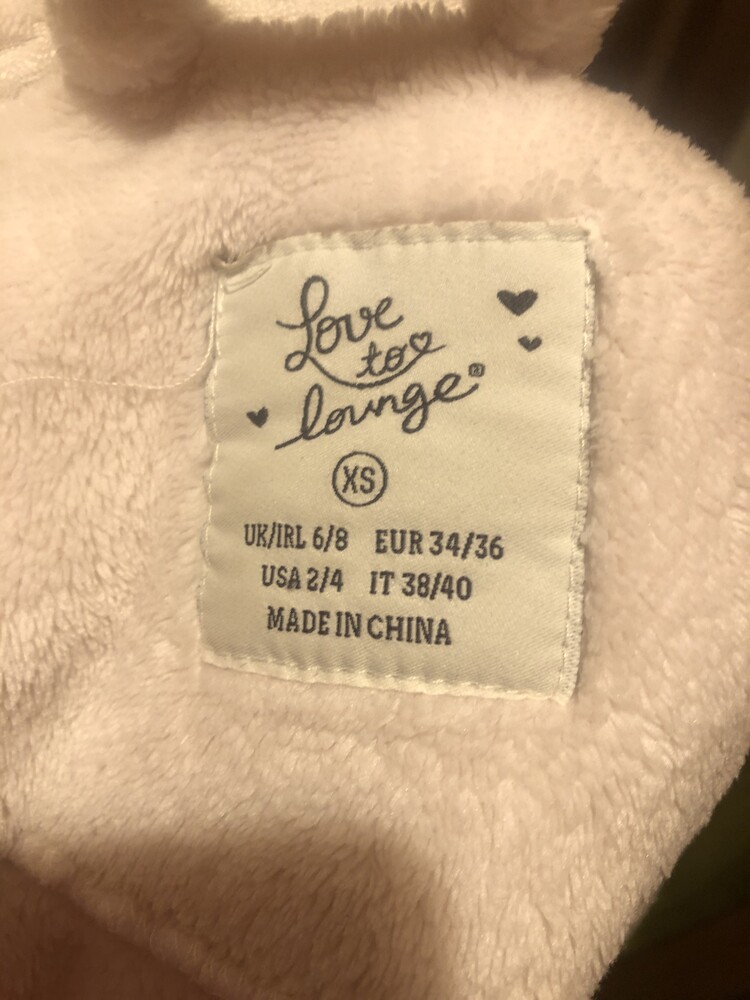 Love
to
lounge®
XS
UK/IRL 6/8 EUR 34/36
USA 2/4 IT 38/40
MADE IN CHINA